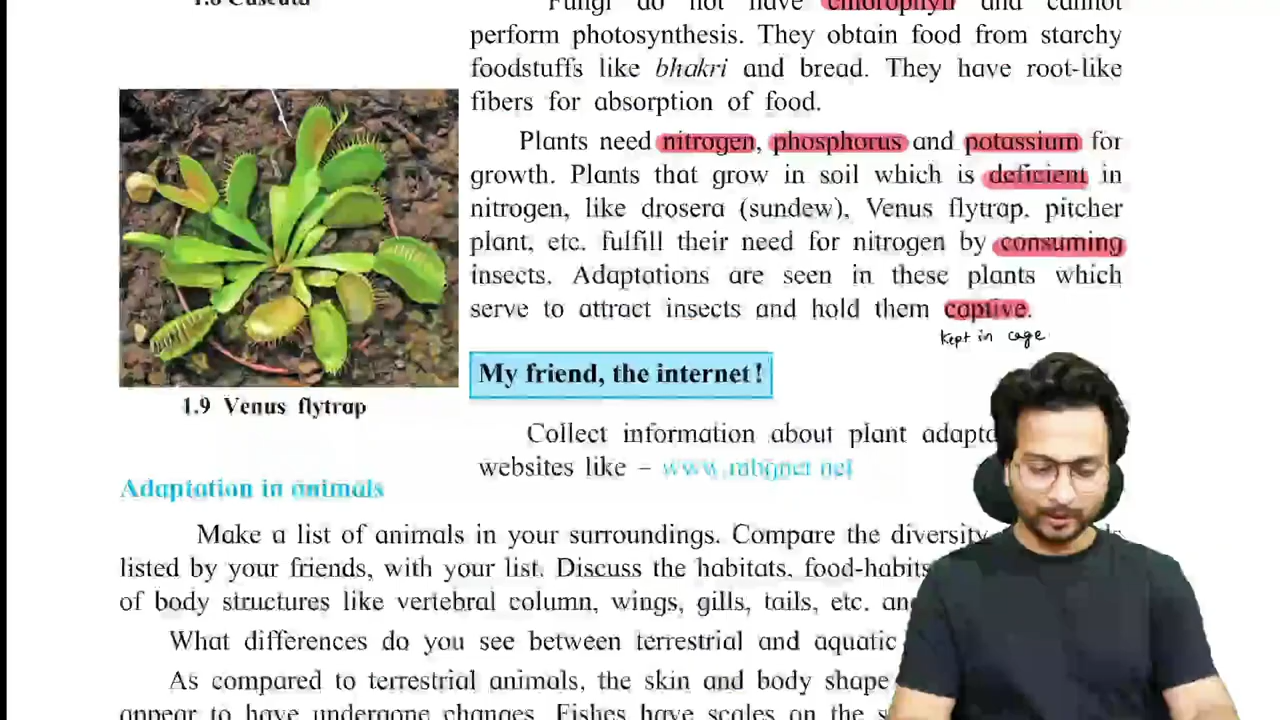 1.8 Cuscuta
Fungi do not have chlorophyll and cannot
perform photosynthesis. They obtain food from starchy
foodstuffs like bhakri and bread. They have root-like
fibers for absorption of food.
Plants need nitrogen, phosphorus and potassium for
growth. Plants that grow in soil which is deficient in
nitrogen, like drosera (sundew), Venus flytrap, pitcher
plant, etc. fulfill their need for nitrogen by consuming
insects. Adaptations are seen in these plants which
serve to attract insects and hold them captive.
Kept in cage
My friend, the internet!
1.9 Venus flytrap
Collect information about plant adapta
websites like –
Adaptation in animals
Make a list of animals in your surroundings. Compare the diversity
listed by your friends, with your list. Discuss the habitats, food-habits
of body structures like vertebral column, wings, gills, tails, etc. an
What differences do you see between terrestrial and aquatic
As compared to terrestrial animals, the skin and body shape
appear to have undergone changes. Fishes have scales on the s